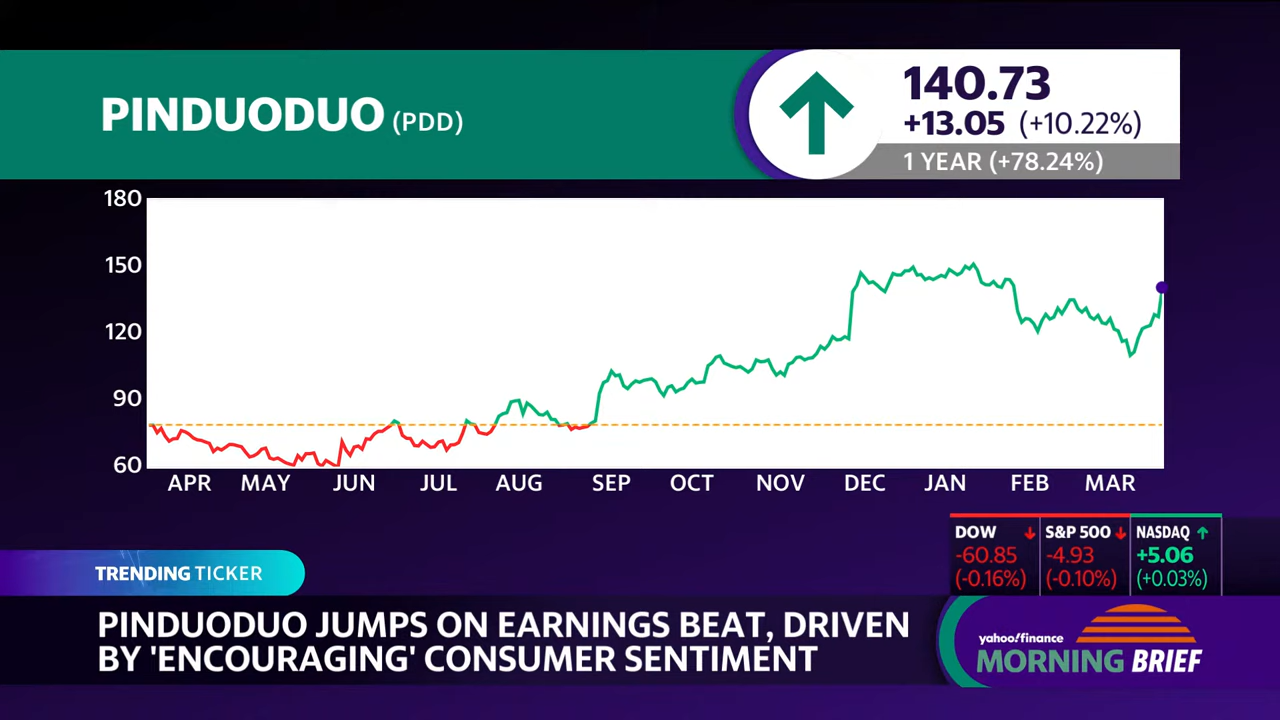 PINDUODUO (PDD)
140.73
+13.05 (+10.22%)
1 YEAR (+78.24%)
180
150
120
90
60
APR MAY JUN JUL AUG SEP OCT NOV DEC JAN FEB MAR
DOW
-60.85
(-0.16%)
S&P 500
-4.93
(-0.10%)
NASDAQ
+5.06
(+0.03%)
TRENDING TICKER
PINDUODUO JUMPS ON EARNINGS BEAT, DRIVEN
BY 'ENCOURAGING' CONSUMER SENTIMENT
yahoo!finance
MORNING BRIEF